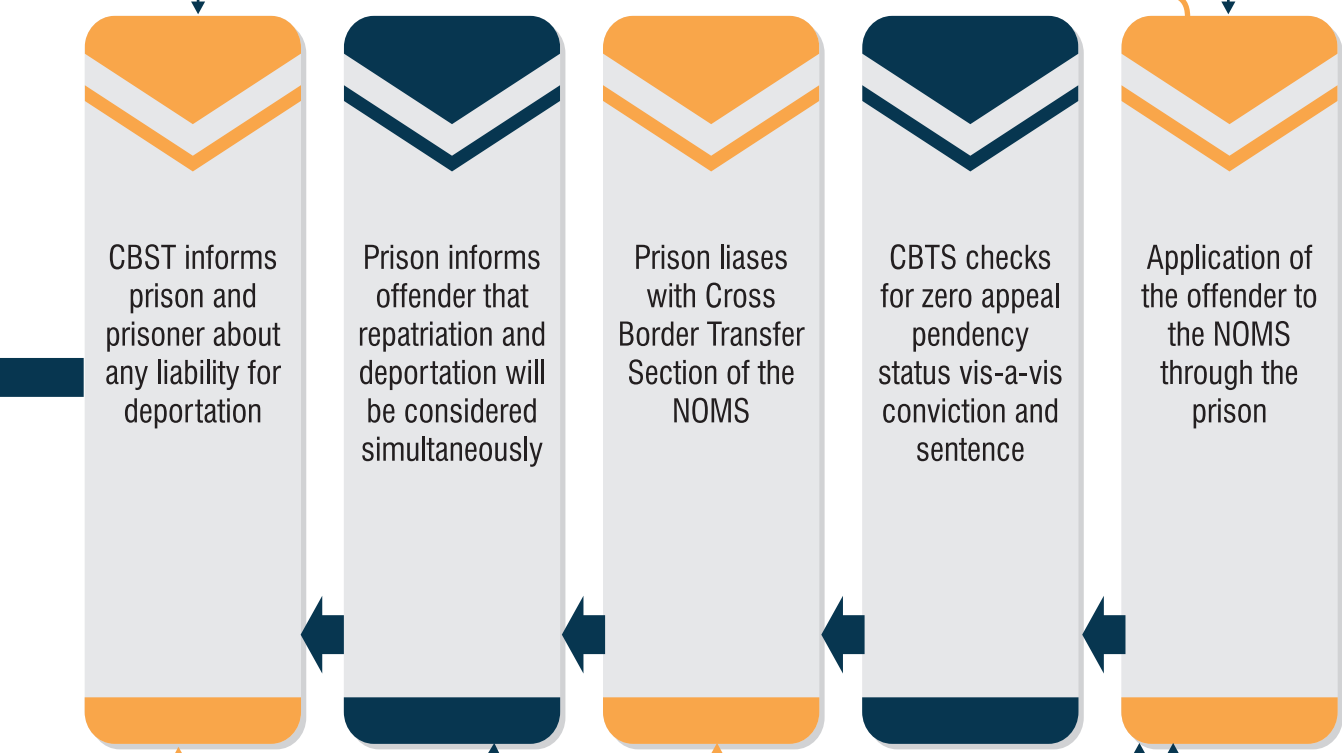 CBST informs
prison and
prisoner about
any liability for
deportation
Prison informs
offender that
repatriation and
deportation will
be considered
simultaneously
Prison liases
with Cross
Border Transfer
Section of the
NOMS
CBTS checks
for zero appeal
pendency
status vis-a-vis
conviction and
sentence
Application of
the offender to
the NOMS
through the
prison